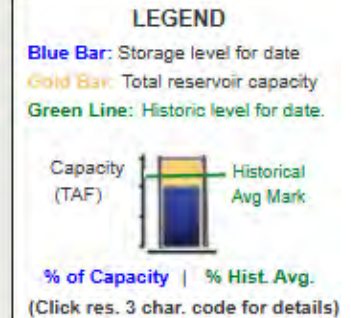 LEGEND
Blue Bar: Storage level for date
Gold Bar: Total reservoir capacity
Green Line: Historic level for date.
Capacity
(TAF)
Historical
Avg Mark
% of Capacity | % Hist. Avg.
(Click res. 3 char. code for details)